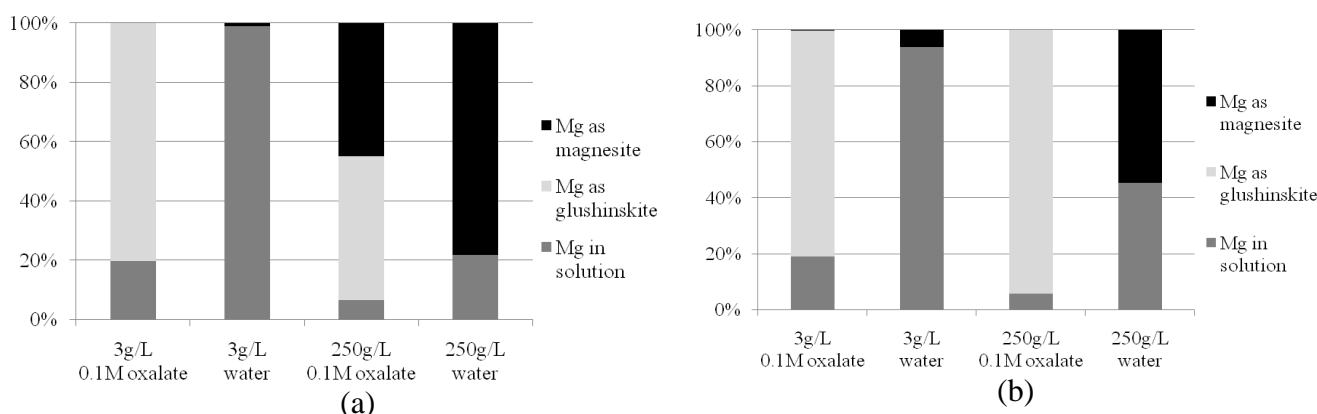 100%
80%
60%
40%
20%
0%
3g/L
0.1M oxalate
3g/L
water
250g/L
0.1M oxalate
250g/L
water
Mg as
magnesite
Mg as
glushinskite
Mg in
solution
(a)
100%
80%
60%
40%
20%
0%
3g/L
0.1M oxalate
3g/L
water
250g/L
0.1M oxalate
250g/L
water
Mg as
magnesite
Mg as
glushinskite
Mg in
solution
(b)